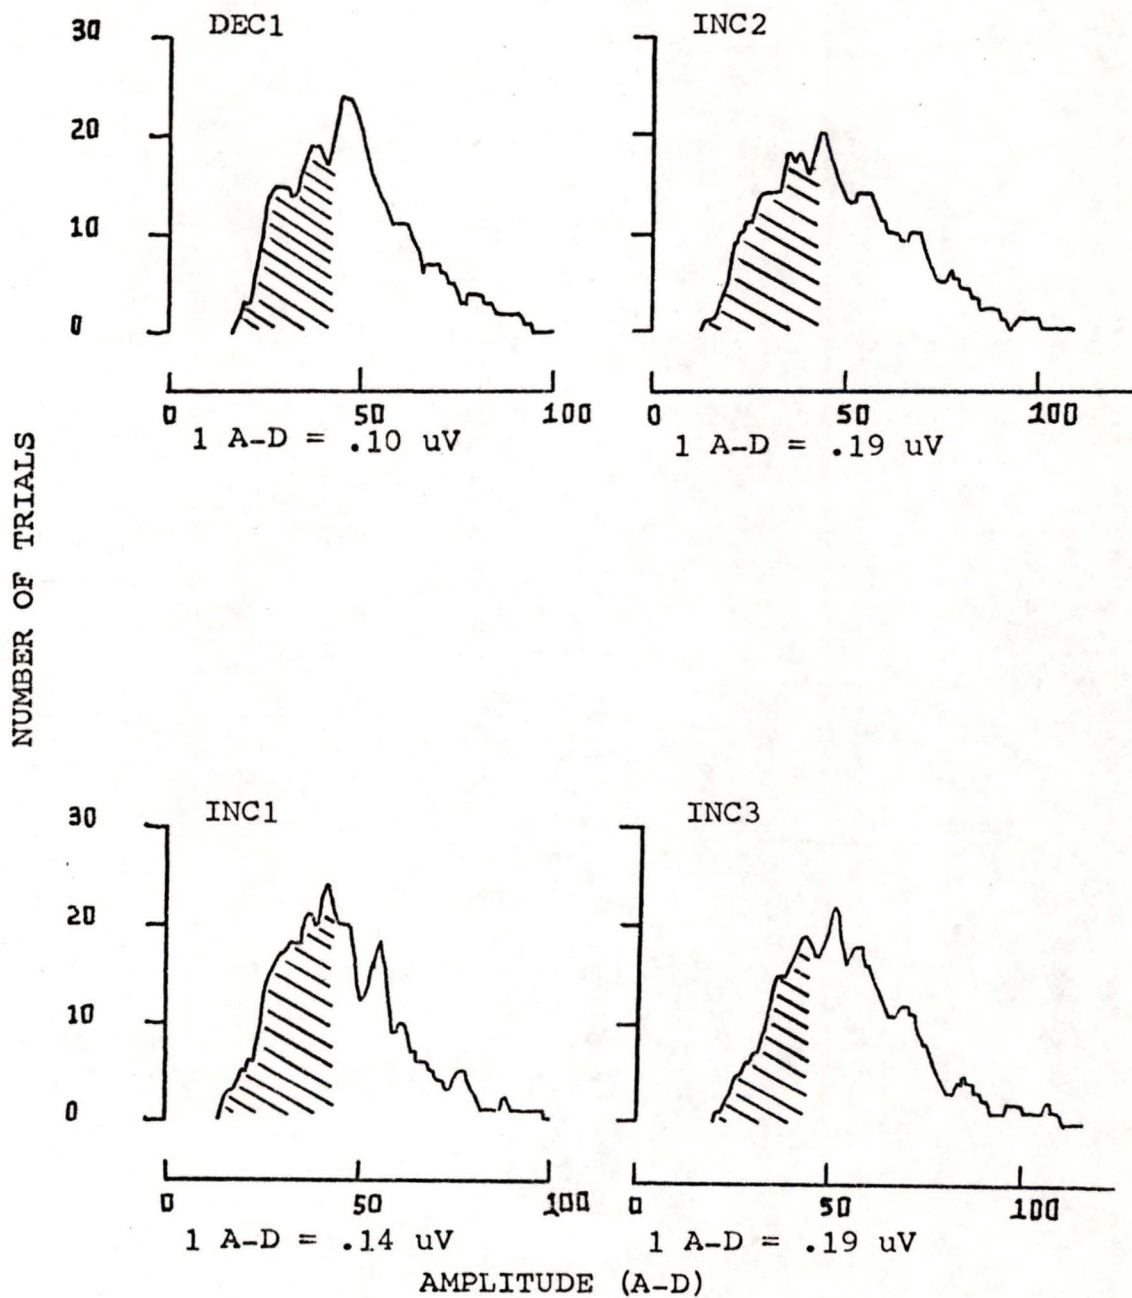 30
DEC1
INC2
20
10
0
0 50 100
0 50 100
1 A-D = .10 uV
1 A-D = .19 uV
NUMBER OF TRIALS
30
INC1
INC3
20
10
0
0 50 100
0 50 100
1 A-D = .14 uV
1 A-D = .19 uV
AMPLITUDE (A-D)